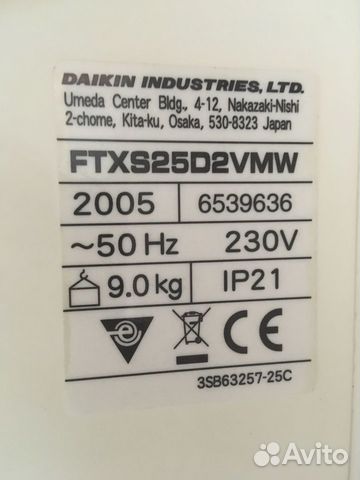 DAIKIN INDUSTRIES, LTD.
Umeda Center Bldg., 4-12, Nakazaki-Nishi
2-chome, Kita-ku, Osaka, 530-8323 Japan
FTXS25D2VMW
2005 6539636
~50 Hz 230V
9.0 kg IP21
CE
3SB63257-25C
Avito